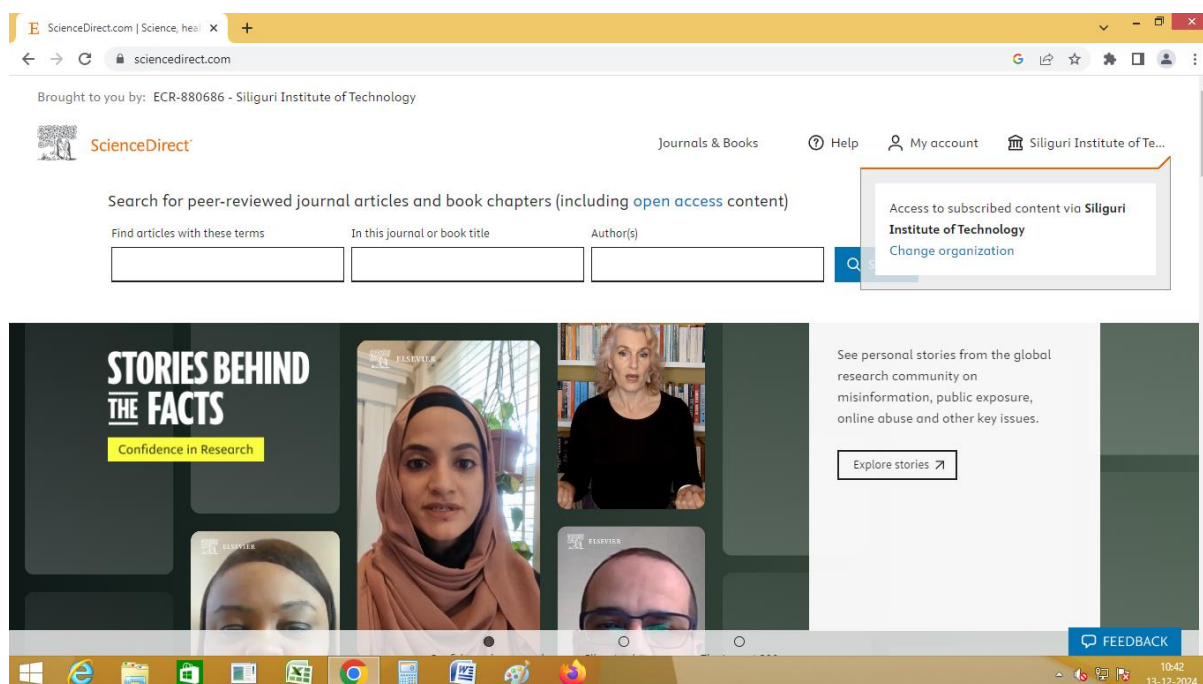 ScienceDirect.com | Science, heal
sciencedirect.com
Brought to you by: ECR-880686 - Siliguri Institute of Technology
ScienceDirect
Journals & Books
Help
My account
Siliguri Institute of Te...
Search for peer-reviewed journal articles and book chapters (including open access content)
Find articles with these terms
In this journal or book title
Author(s)
Access to subscribed content via Siliguri
Institute of Technology
Change organization
STORIES BEHIND
THE FACTS
Confidence in Research
ELSEVIER
ELSEVIER
ELSEVIER
See personal stories from the global
research community on
misinformation, public exposure,
online abuse and other key issues.
Explore stories
FEEDBACK
10:42
13-12-2024